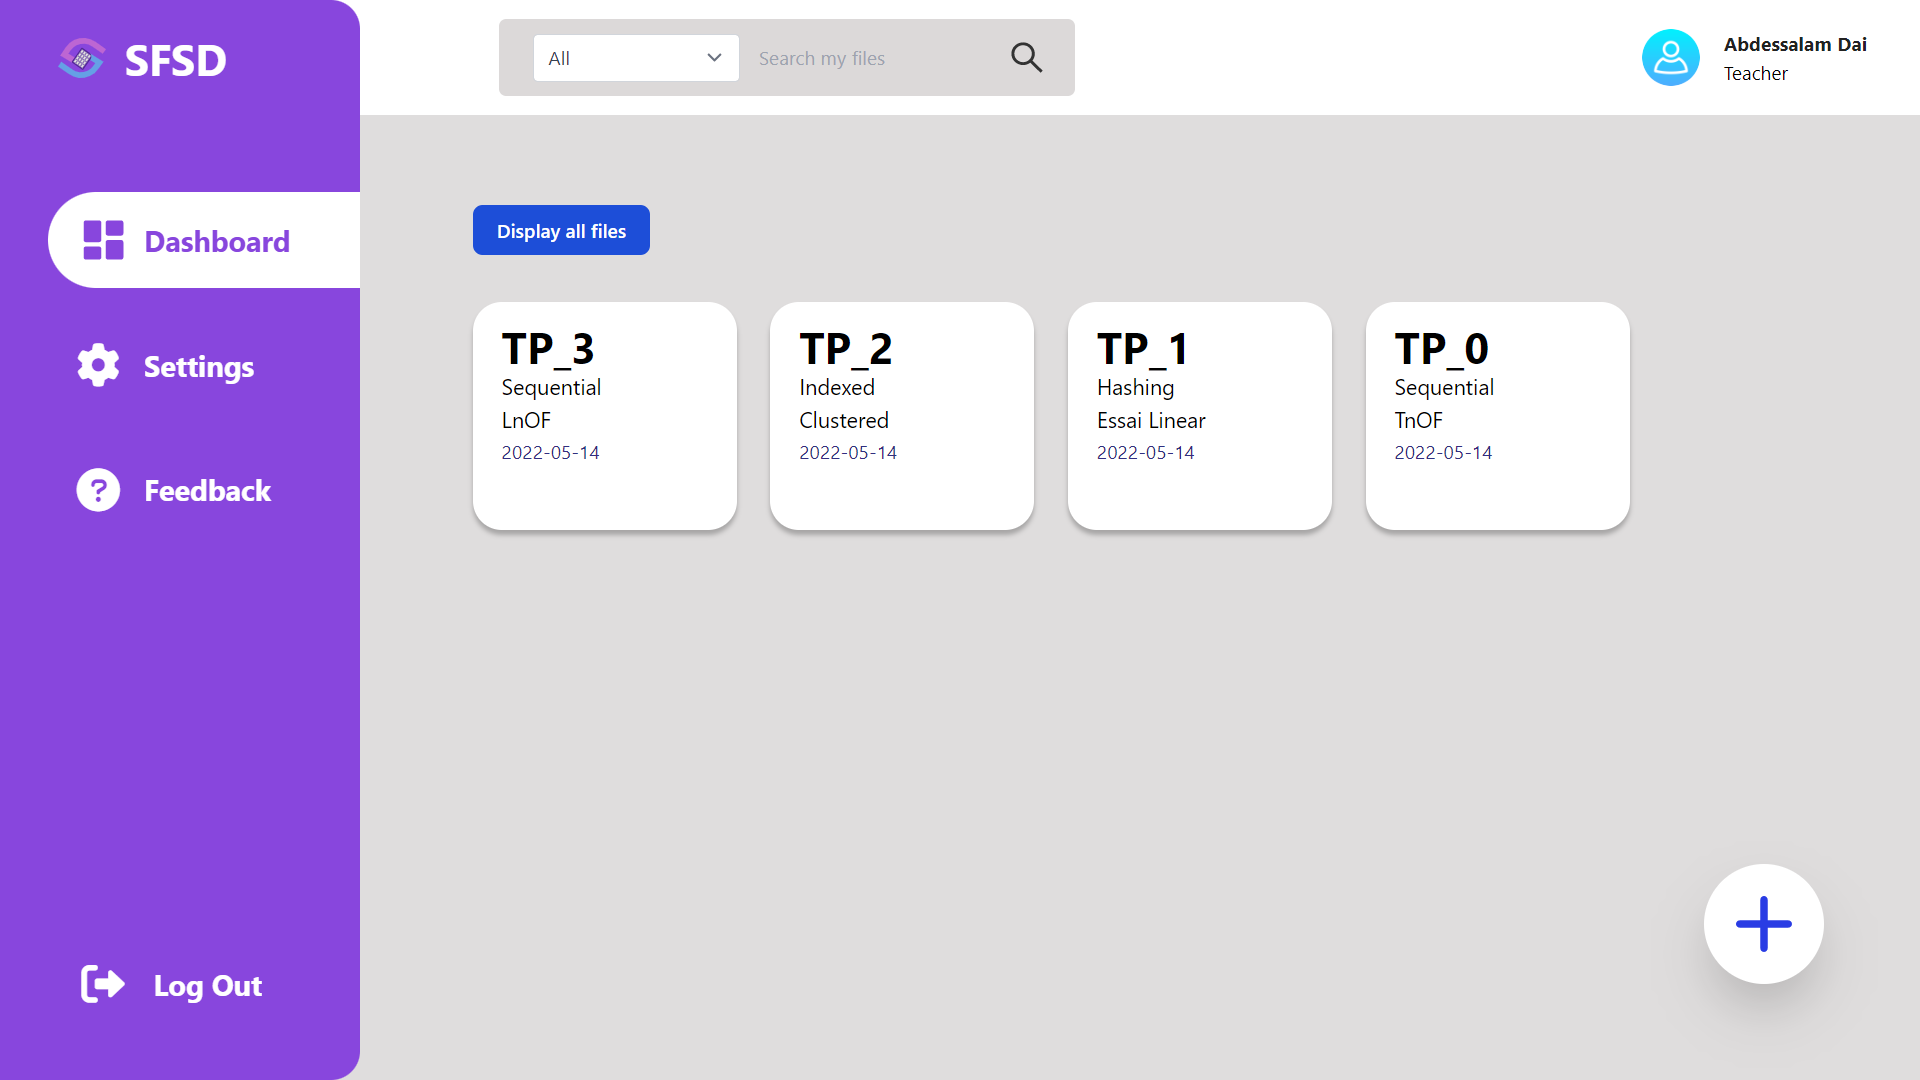 SFSD
All
Search my files
Abdessalam Dai
Teacher
Dashboard
Settings
Feedback
Log Out
Display all files
TP_3
Sequential
LnOF
2022-05-14
TP_2
Indexed
Clustered
2022-05-14
TP_1
Hashing
Essai Linear
2022-05-14
TP_0
Sequential
TnOF
2022-05-14